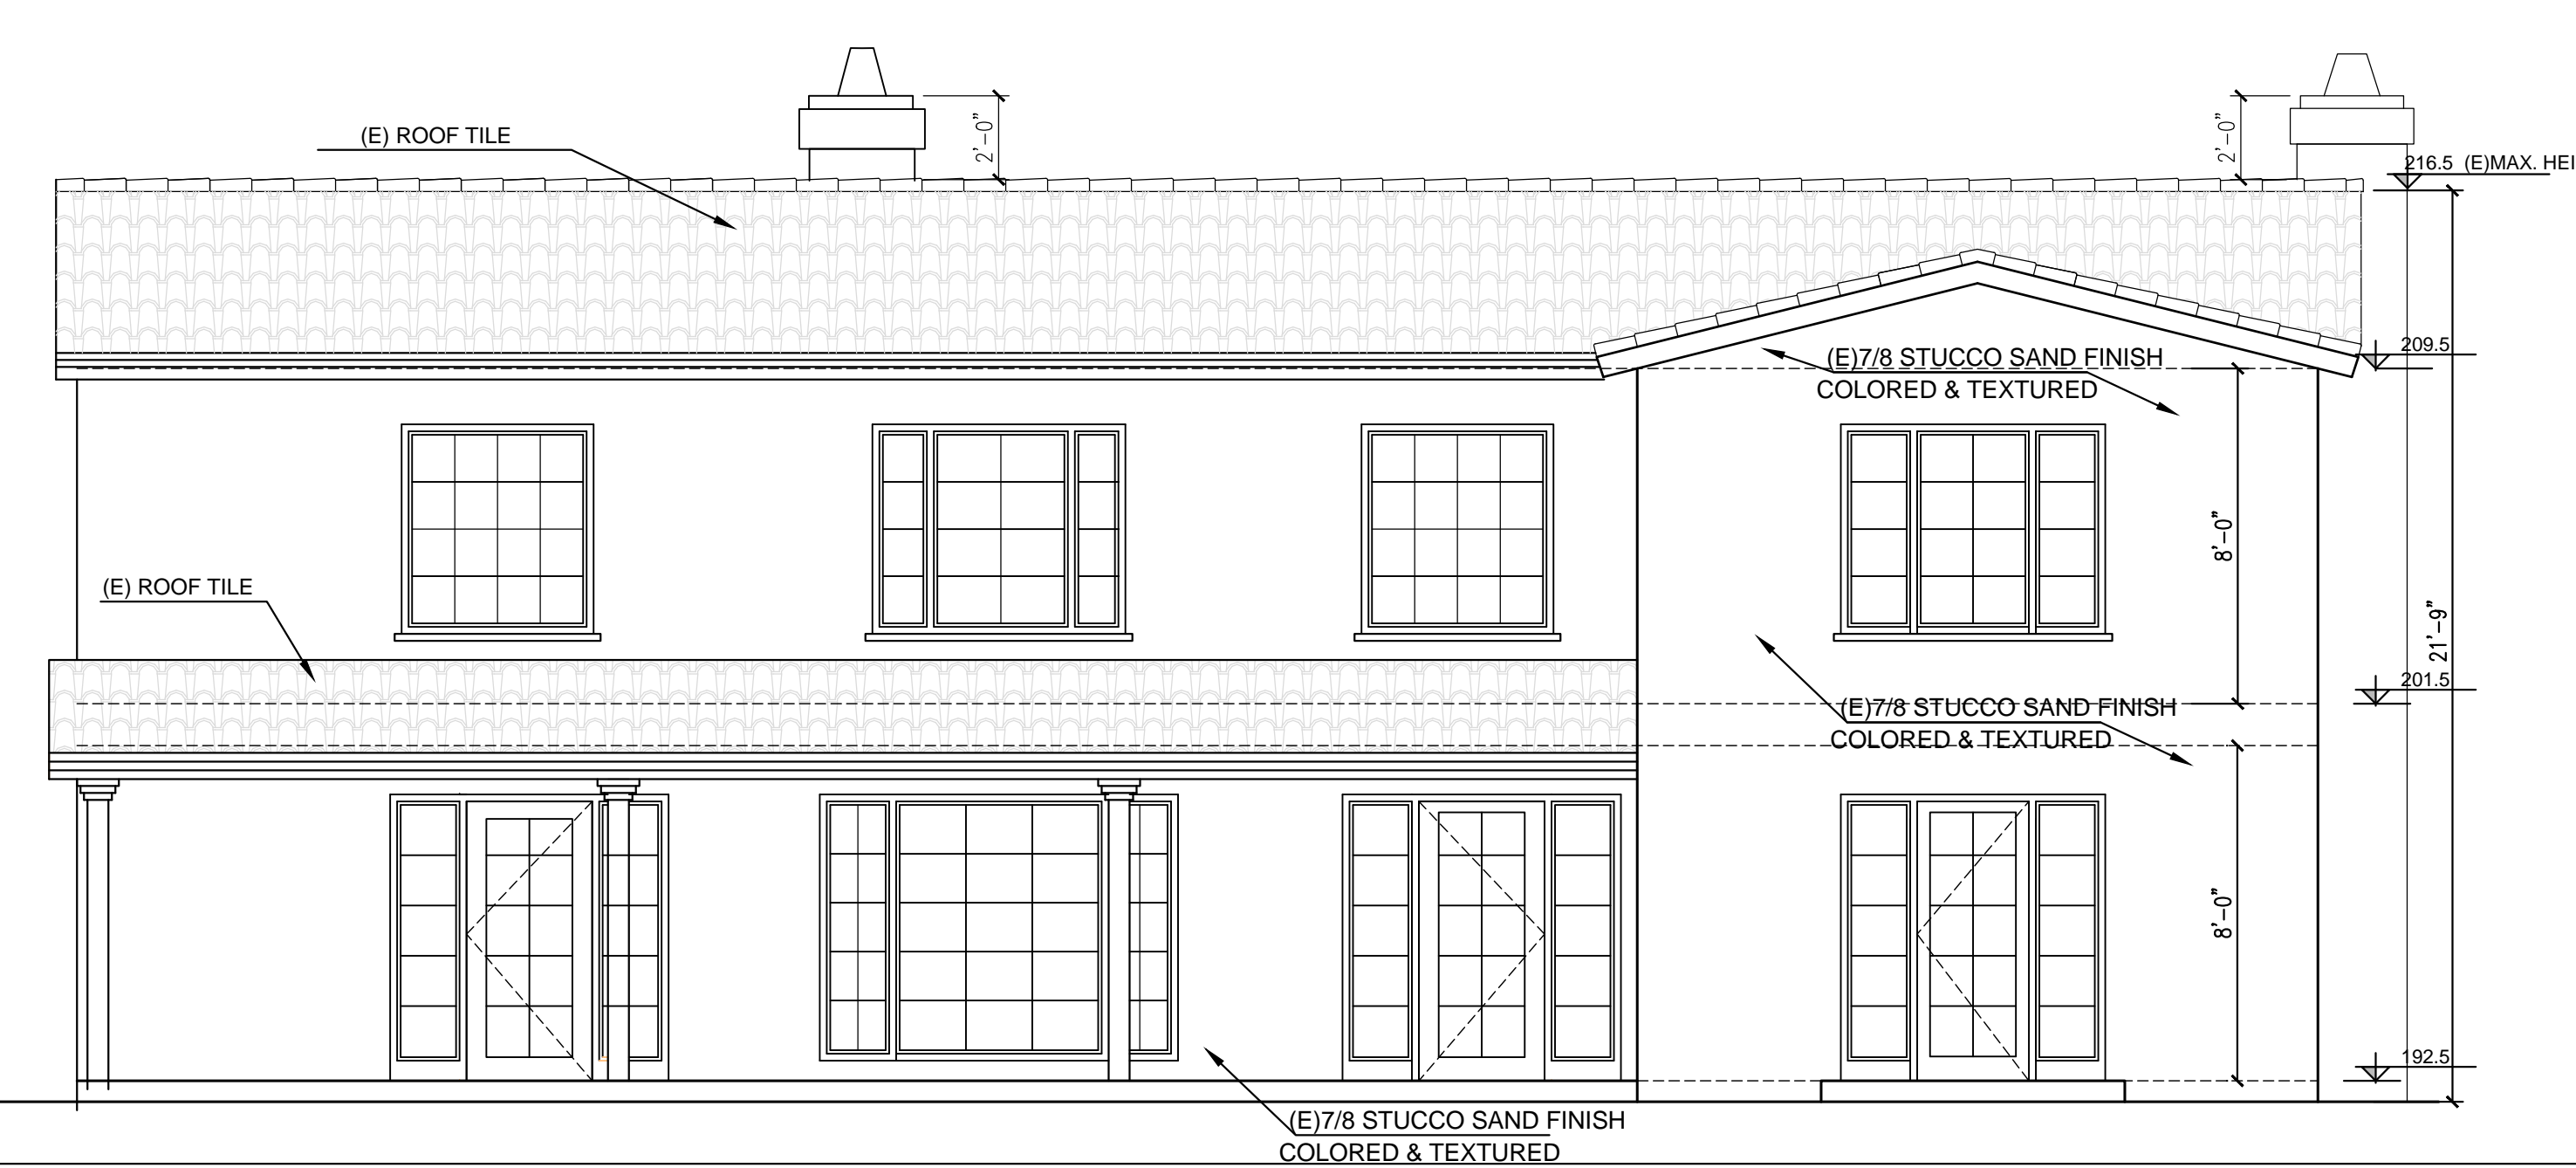 (E) ROOF TILE
2'-0"
2'-0"
216.5 (E)MAX. HEI
(E)7/8 STUCCO SAND FINISH
COLORED & TEXTURED
209.5
8'-0"
(E) ROOF TILE
21'-9"
201.5
(E)7/8 STUCCO SAND FINISH
COLORED & TEXTURED
8'-0"
192.5
(E)7/8 STUCCO SAND FINISH
COLORED & TEXTURED